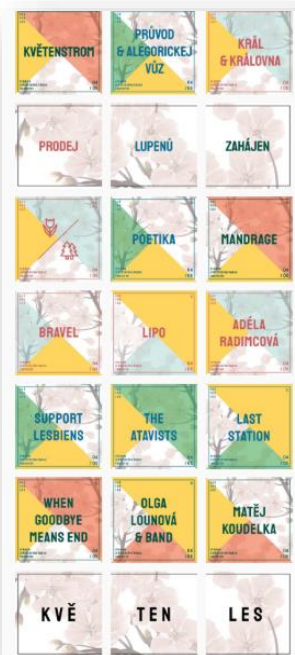 KVĚTENSTROM
PRŮVOD
& ALEGORICKEJ
VŮZ
KRÁL
& KRÁLOVNA
PRODEJ
LUPENŮ
ZAHÁJEN
POETIKA
MANDRAGE
BRAVEL
LIPO
ADÉLA
RADIMCOVÁ
SUPPORT
LESBIENS
THE
ATAVISTS
LAST
STATION
WHEN
GOODBYE
MEANS END
OLGA
LOUNOVÁ
& BAND
MATĚJ
KOUDELKA
KVĚ
TEN
LES